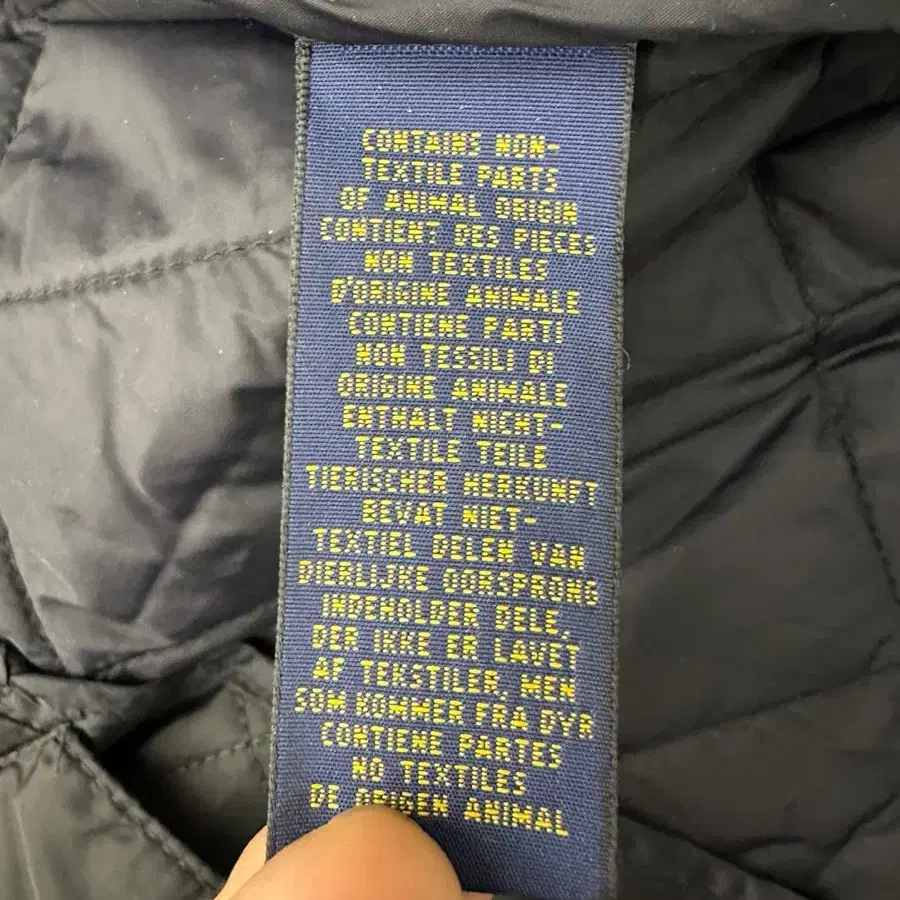 CONTAINS NON-
TEXTILE PARTS
OF ANIMAL ORIGIN
CONTIENT DES PIECES
NON TEXTILES
D'ORIGINE ANIMALE
CONTIENE PARTI
NON TESSILI DI
ORIGINE ANIMALE
ENTHALT NICHT-
TEXTILE TEILE
TIERISCHER HERKUNFT
BEVAT NIET-
TEXTIEL DELEN VAN
DIERLIJKE OORSPRONG
INDEHOLDER DELE,
DER IKKE ER LAVET
AF TEKSTILER, MEN
SOM KOMMER FRA DYR
CONTIENE PARTES
NO TEXTILES
DE ORIGEN ANIMAL